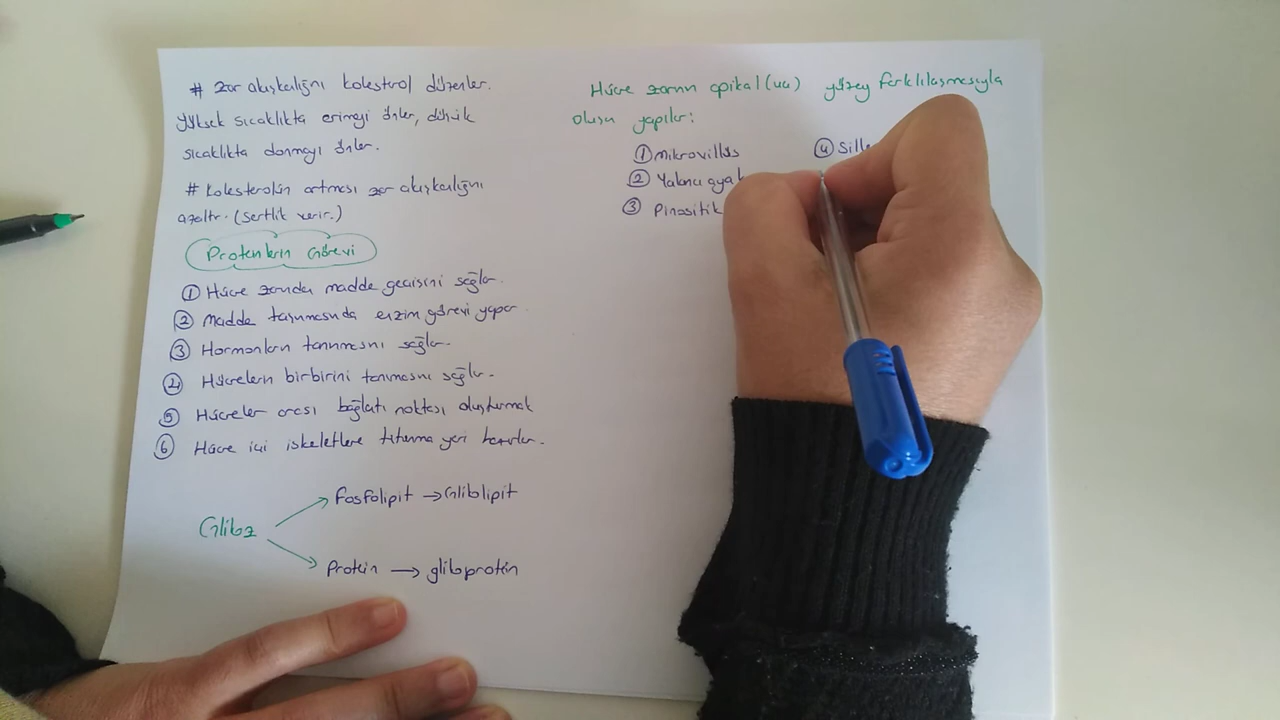 # zar akışkanlığını kolesterol düzenler.
Yüksek sıcaklıkta erimeyi önler, düşük
sıcaklıkta donmayı önler.
# Kolesterolün artması zar akışkanlığını
azaltır. (Sertlik verir.)
Proteinlerin Görevi
① Hücre zarında madde geçişini sağlar.
② Madde taşınmasında enzim görevi yapar
③ Hormonların tanınmasını sağlar.
④ Hücrelerin birbirini tanımasını sağlar.
⑤ Hücreler arası bağlantı noktası oluşturmak
⑥ Hücre içi iskeletlere tutunma yeri hazırlar.
Glikoz
Fosfolipit → Glikolipit
Protein → glikoprotein
Hücre zarının apikal (uç) yüzey farklılaşmasıyla
oluşan yapılar:
① Mikrovillüs
② Yalancı ayak
③ Pinositik
④ Siller